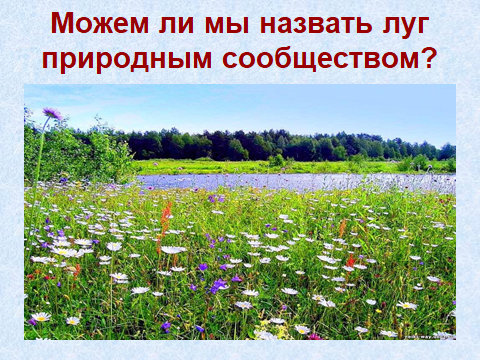 Можем ли мы назвать луг
природным сообществом?